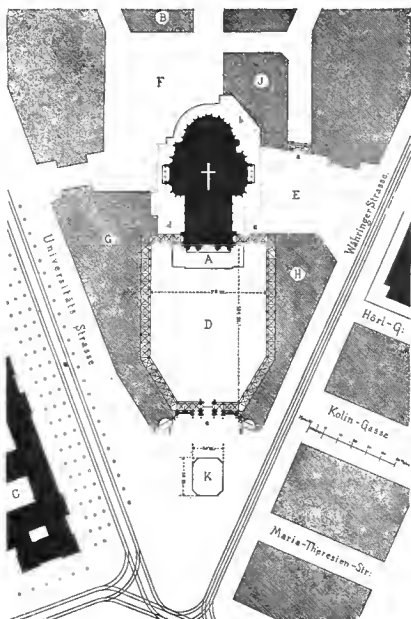 B
F
J
b
a
E
Währinger Strasse.
d
c
G
A
H
Universitäts Strasse
D
Hörl-G:
Kolin-Gasse
e
K
C
Maria-Theresien-Str: